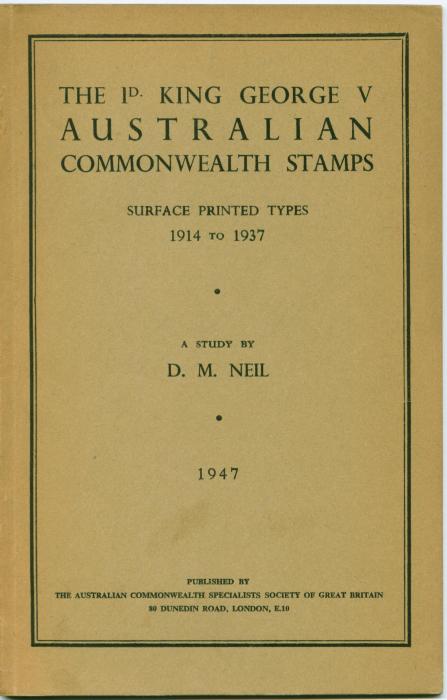 THE 1D. KING GEORGE V
AUSTRALIAN
COMMONWEALTH STAMPS
SURFACE PRINTED TYPES
1914 TO 1937
•
A STUDY BY
D. M. NEIL
•
1947
PUBLISHED BY
THE AUSTRALIAN COMMONWEALTH SPECIALISTS SOCIETY OF GREAT BRITAIN
80 DUNEDIN ROAD, LONDON, E.10